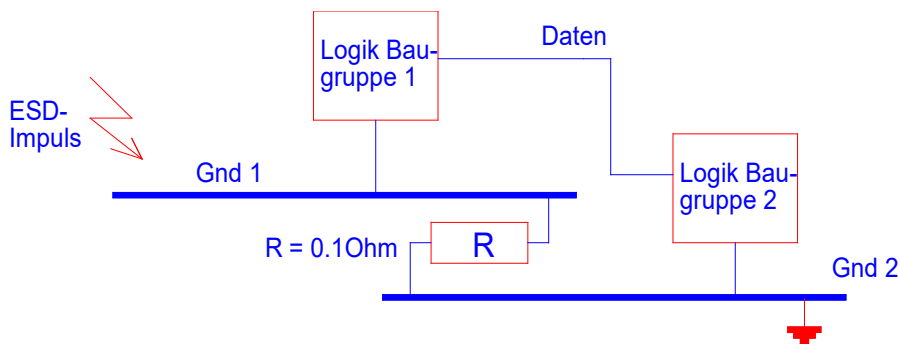 Logik Bau-
gruppe 1
Daten
ESD-
Impuls
Gnd 1
Logik Bau-
gruppe 2
R = 0.1Ohm
R
Gnd 2